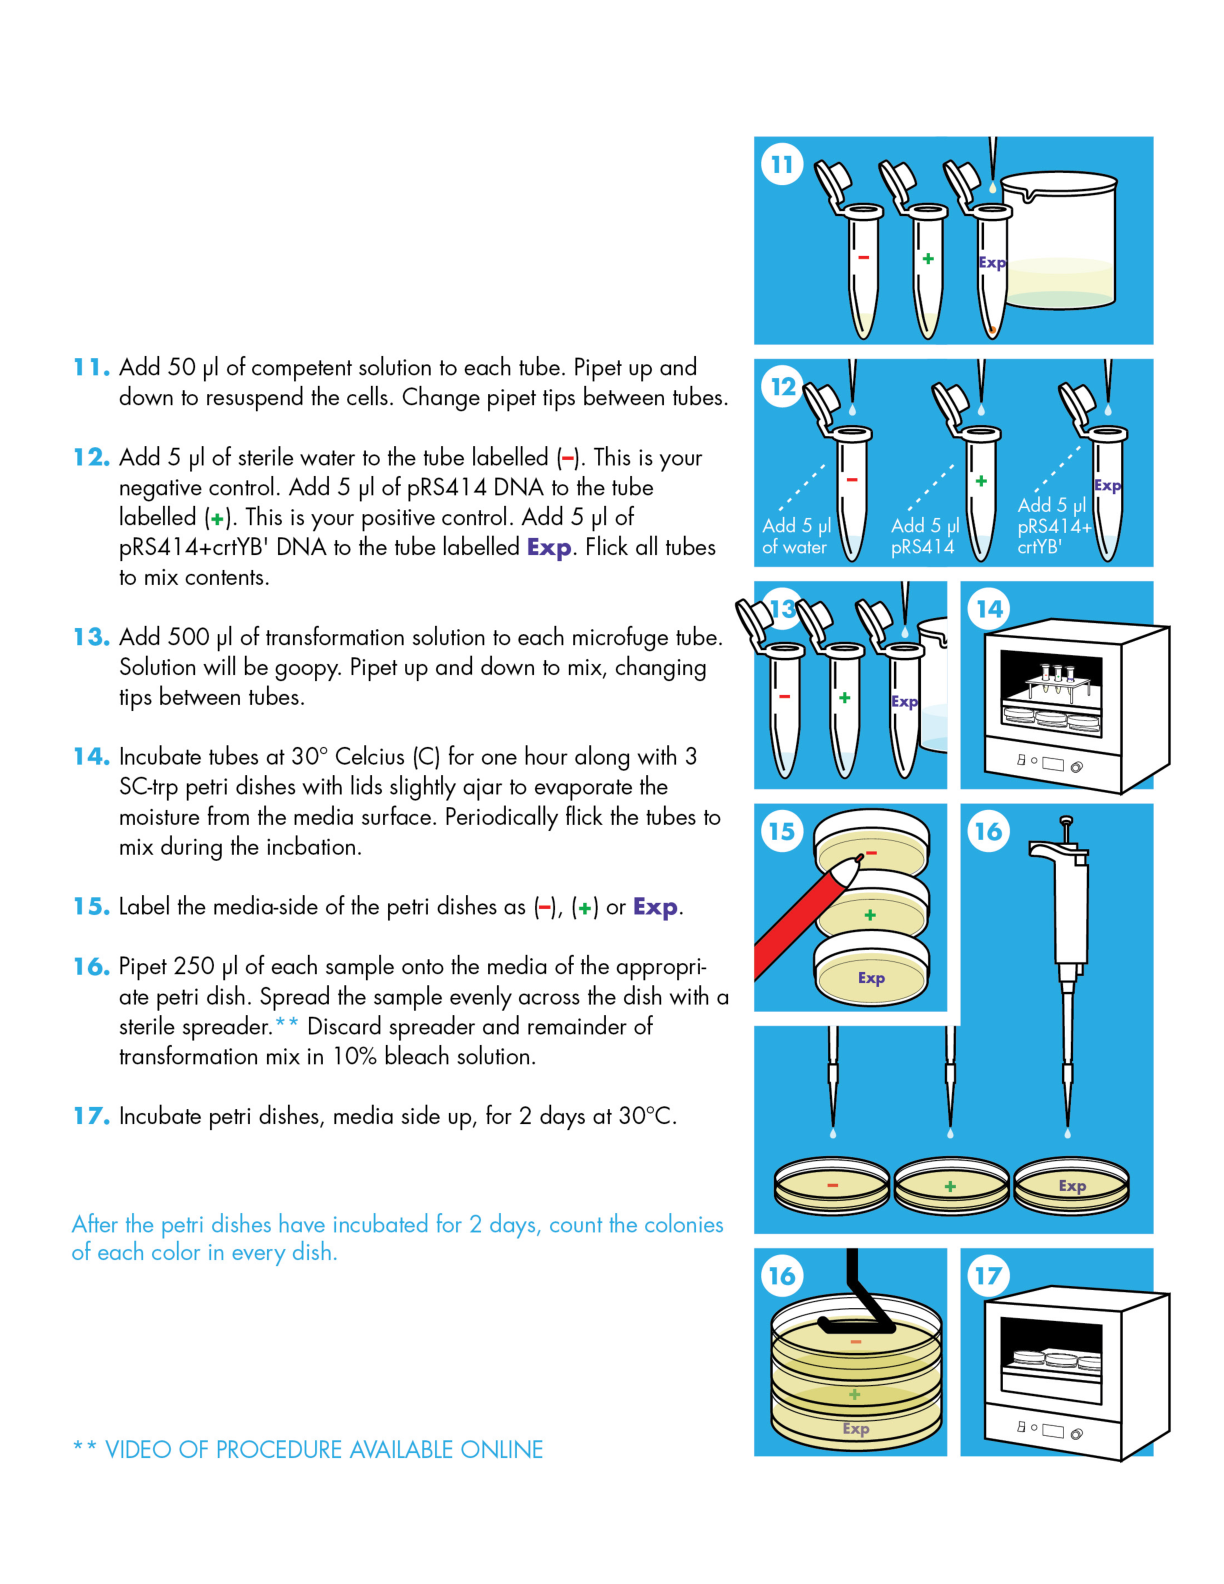 11. Add 50 µl of competent solution to each tube. Pipet up and
down to resuspend the cells. Change pipet tips between tubes.
12. Add 5 µl of sterile water to the tube labelled (–). This is your
negative control. Add 5 µl of pRS414 DNA to the tube
labelled (+). This is your positive control. Add 5 µl of
pRS414+crtYB' DNA to the tube labelled Exp. Flick all tubes
to mix contents.
13. Add 500 µl of transformation solution to each microfuge tube.
Solution will be goopy. Pipet up and down to mix, changing
tips between tubes.
14. Incubate tubes at 30° Celcius (C) for one hour along with 3
SC-trp petri dishes with lids slightly ajar to evaporate the
moisture from the media surface. Periodically flick the tubes to
mix during the incbation.
15. Label the media-side of the petri dishes as (–), (+) or Exp.
16. Pipet 250 µl of each sample onto the media of the appropri-
ate petri dish. Spread the sample evenly across the dish with a
sterile spreader.** Discard spreader and remainder of
transformation mix in 10% bleach solution.
17. Incubate petri dishes, media side up, for 2 days at 30°C.
After the petri dishes have incubated for 2 days, count the colonies
of each color in every dish.
** VIDEO OF PROCEDURE AVAILABLE ONLINE
11
– + Exp
12
– + Exp
Add 5 µl
of water
Add 5 µl
pRS414
Add 5 µl
pRS414+
crtYB'
13
– + Exp
14
15
–
+
Exp
16
– + Exp
16
–
+
Exp
17